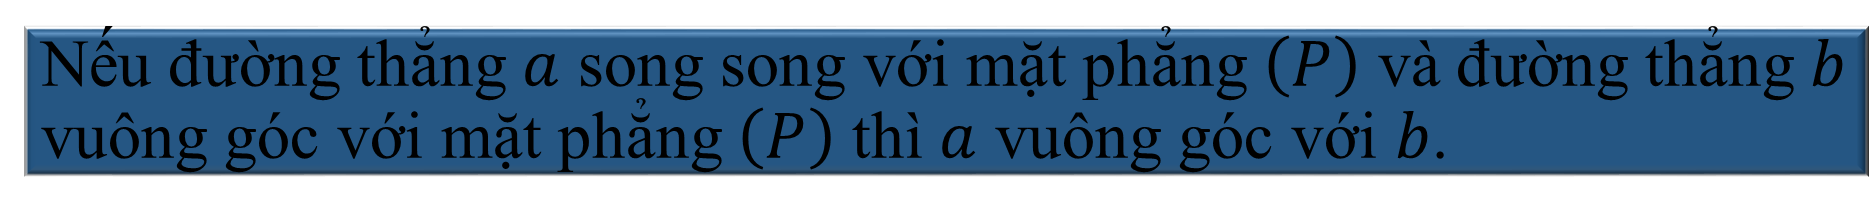 Nếu đường thẳng a song song với mặt phẳng (P) và đường thẳng b
vuông góc với mặt phẳng (P) thì a vuông góc với b.